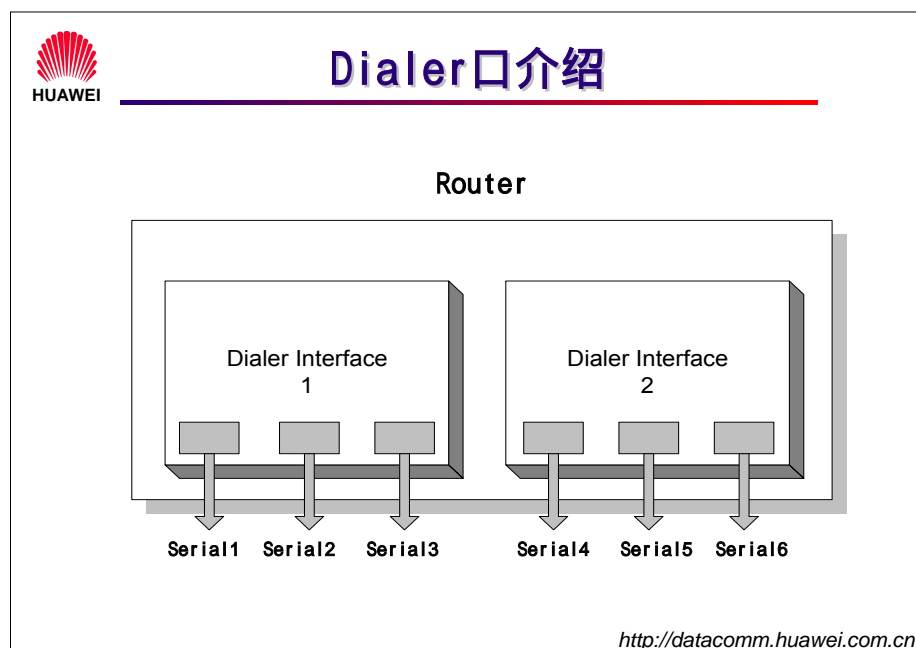 HUAWEI
Dialer口介绍
Router
Dialer Interface
1
Dialer Interface
2
Serial1 Serial2 Serial3 Serial4 Serial5 Serial6
http://datacomm.huawei.com.cn